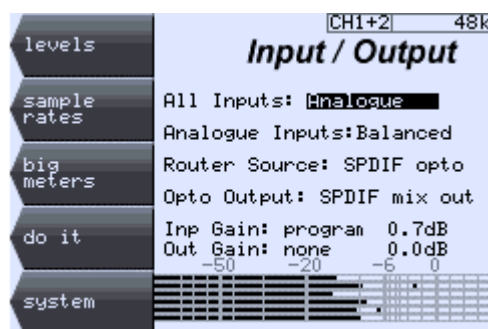 CH1+2 48k
Input / Output
levels
sample
rates
big
meters
do it
system
All Inputs: Analogue
Analogue Inputs:Balanced
Router Source: SPDIF opto
Opto Output: SPDIF mix out
Inp Gain: program 0.7dB
Out Gain: none 0.0dB
-50 -20 -6 0